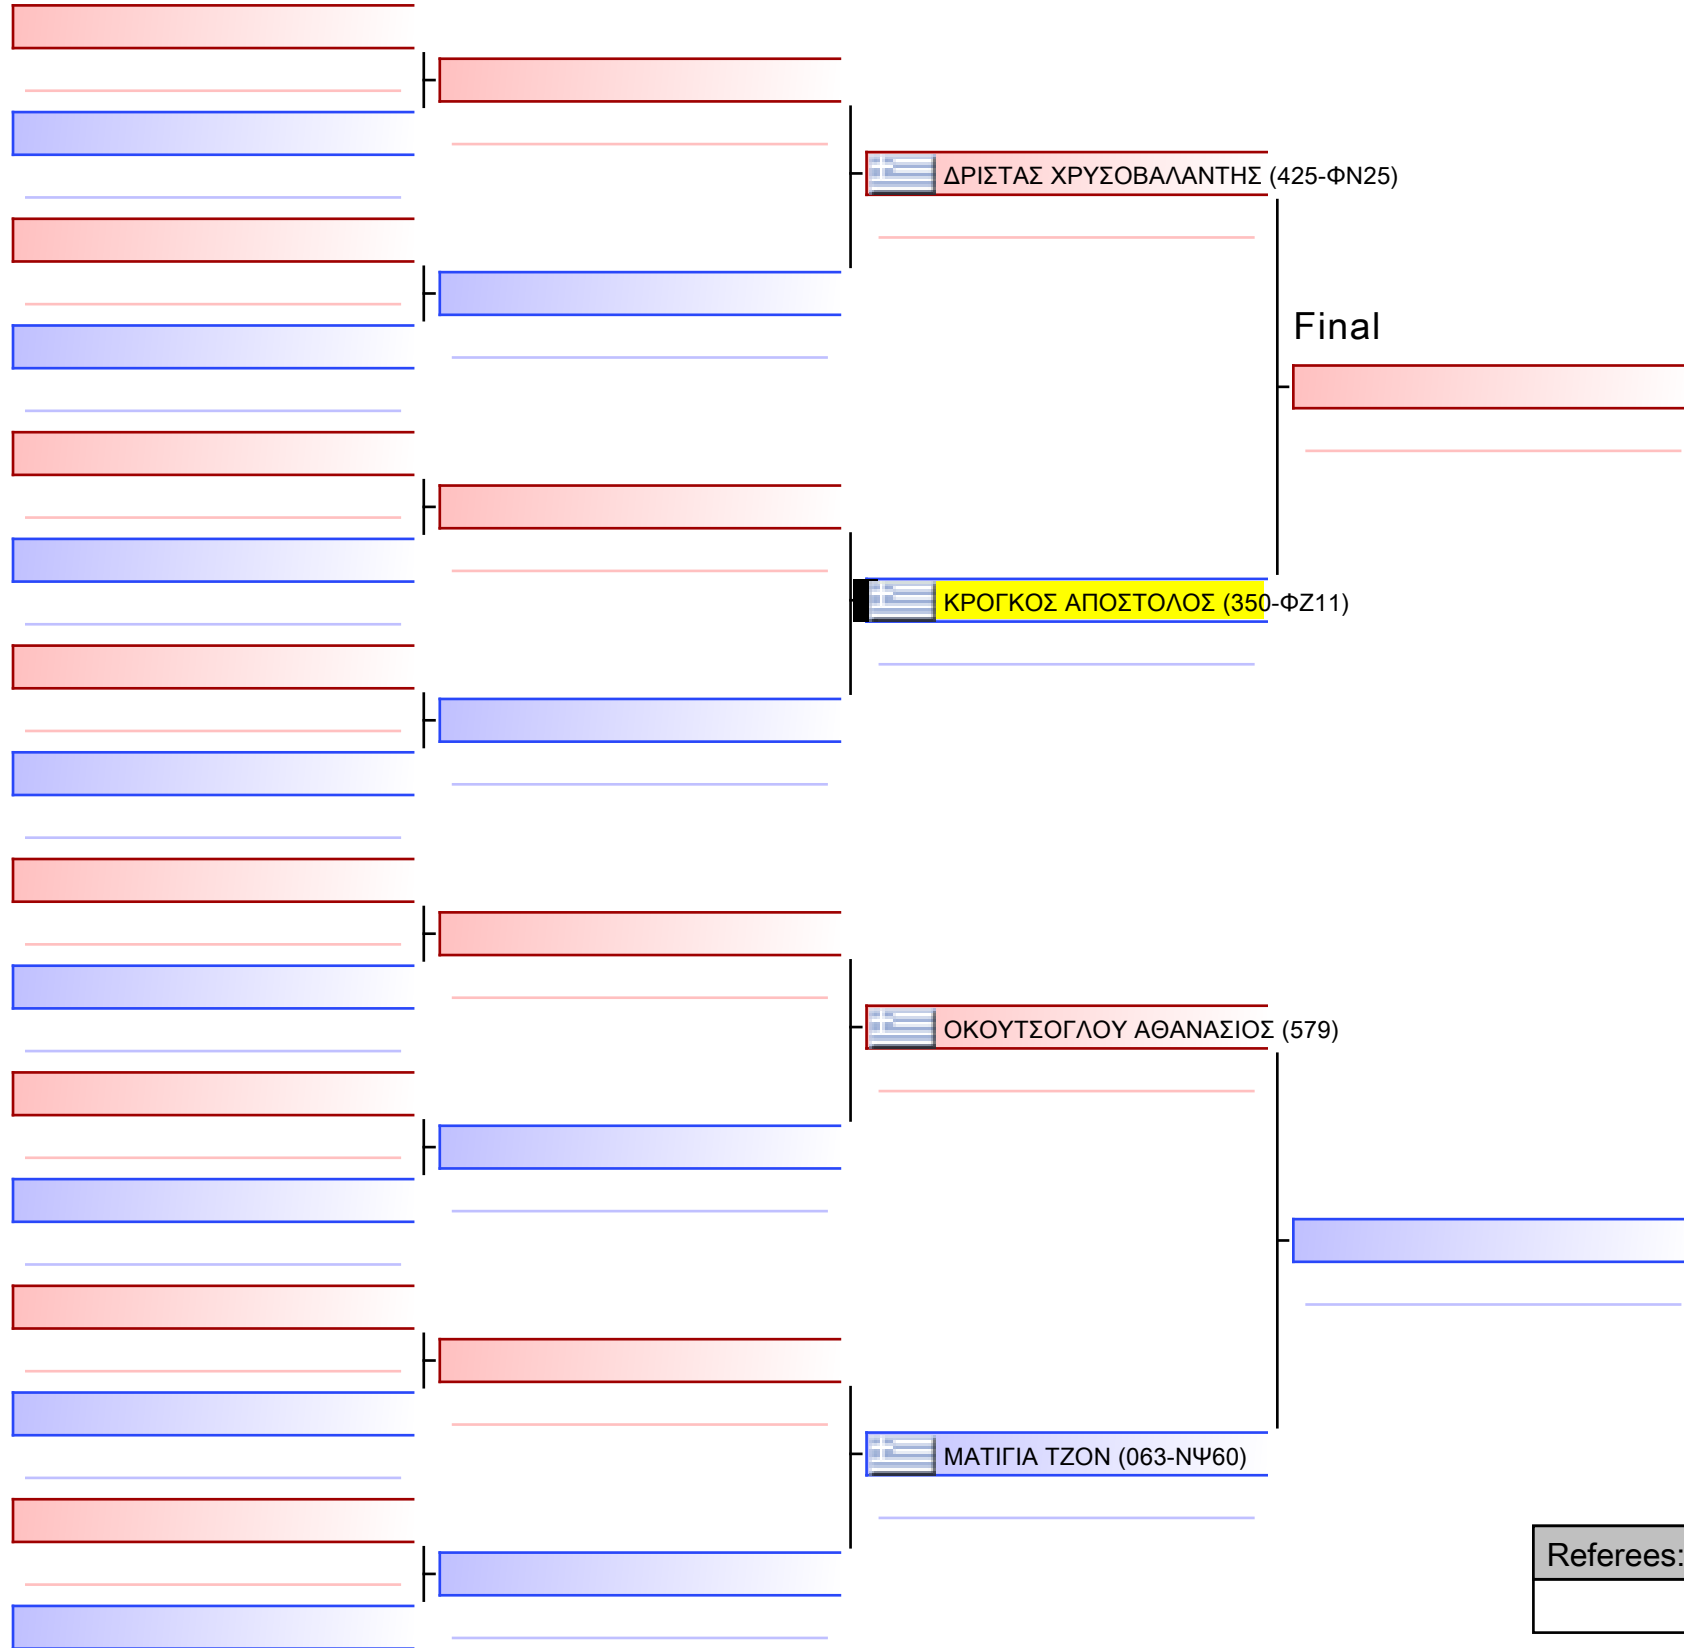 ΔΡΙΣΤΑΣ ΧΡΥΣΟΒΑΛΑΝΤΗΣ (425-ΦΝ25)
Final
ΚΡΟΓΚΟΣ ΑΠΟΣΤΟΛΟΣ (350-ΦΖ11)
ΟΚΟΥΤΣΟΓΛΟΥ ΑΘΑΝΑΣΙΟΣ (579)
ΜΑΤΙΓΙΑ ΤΖΟΝ (063-ΝΨ60)
Referees: